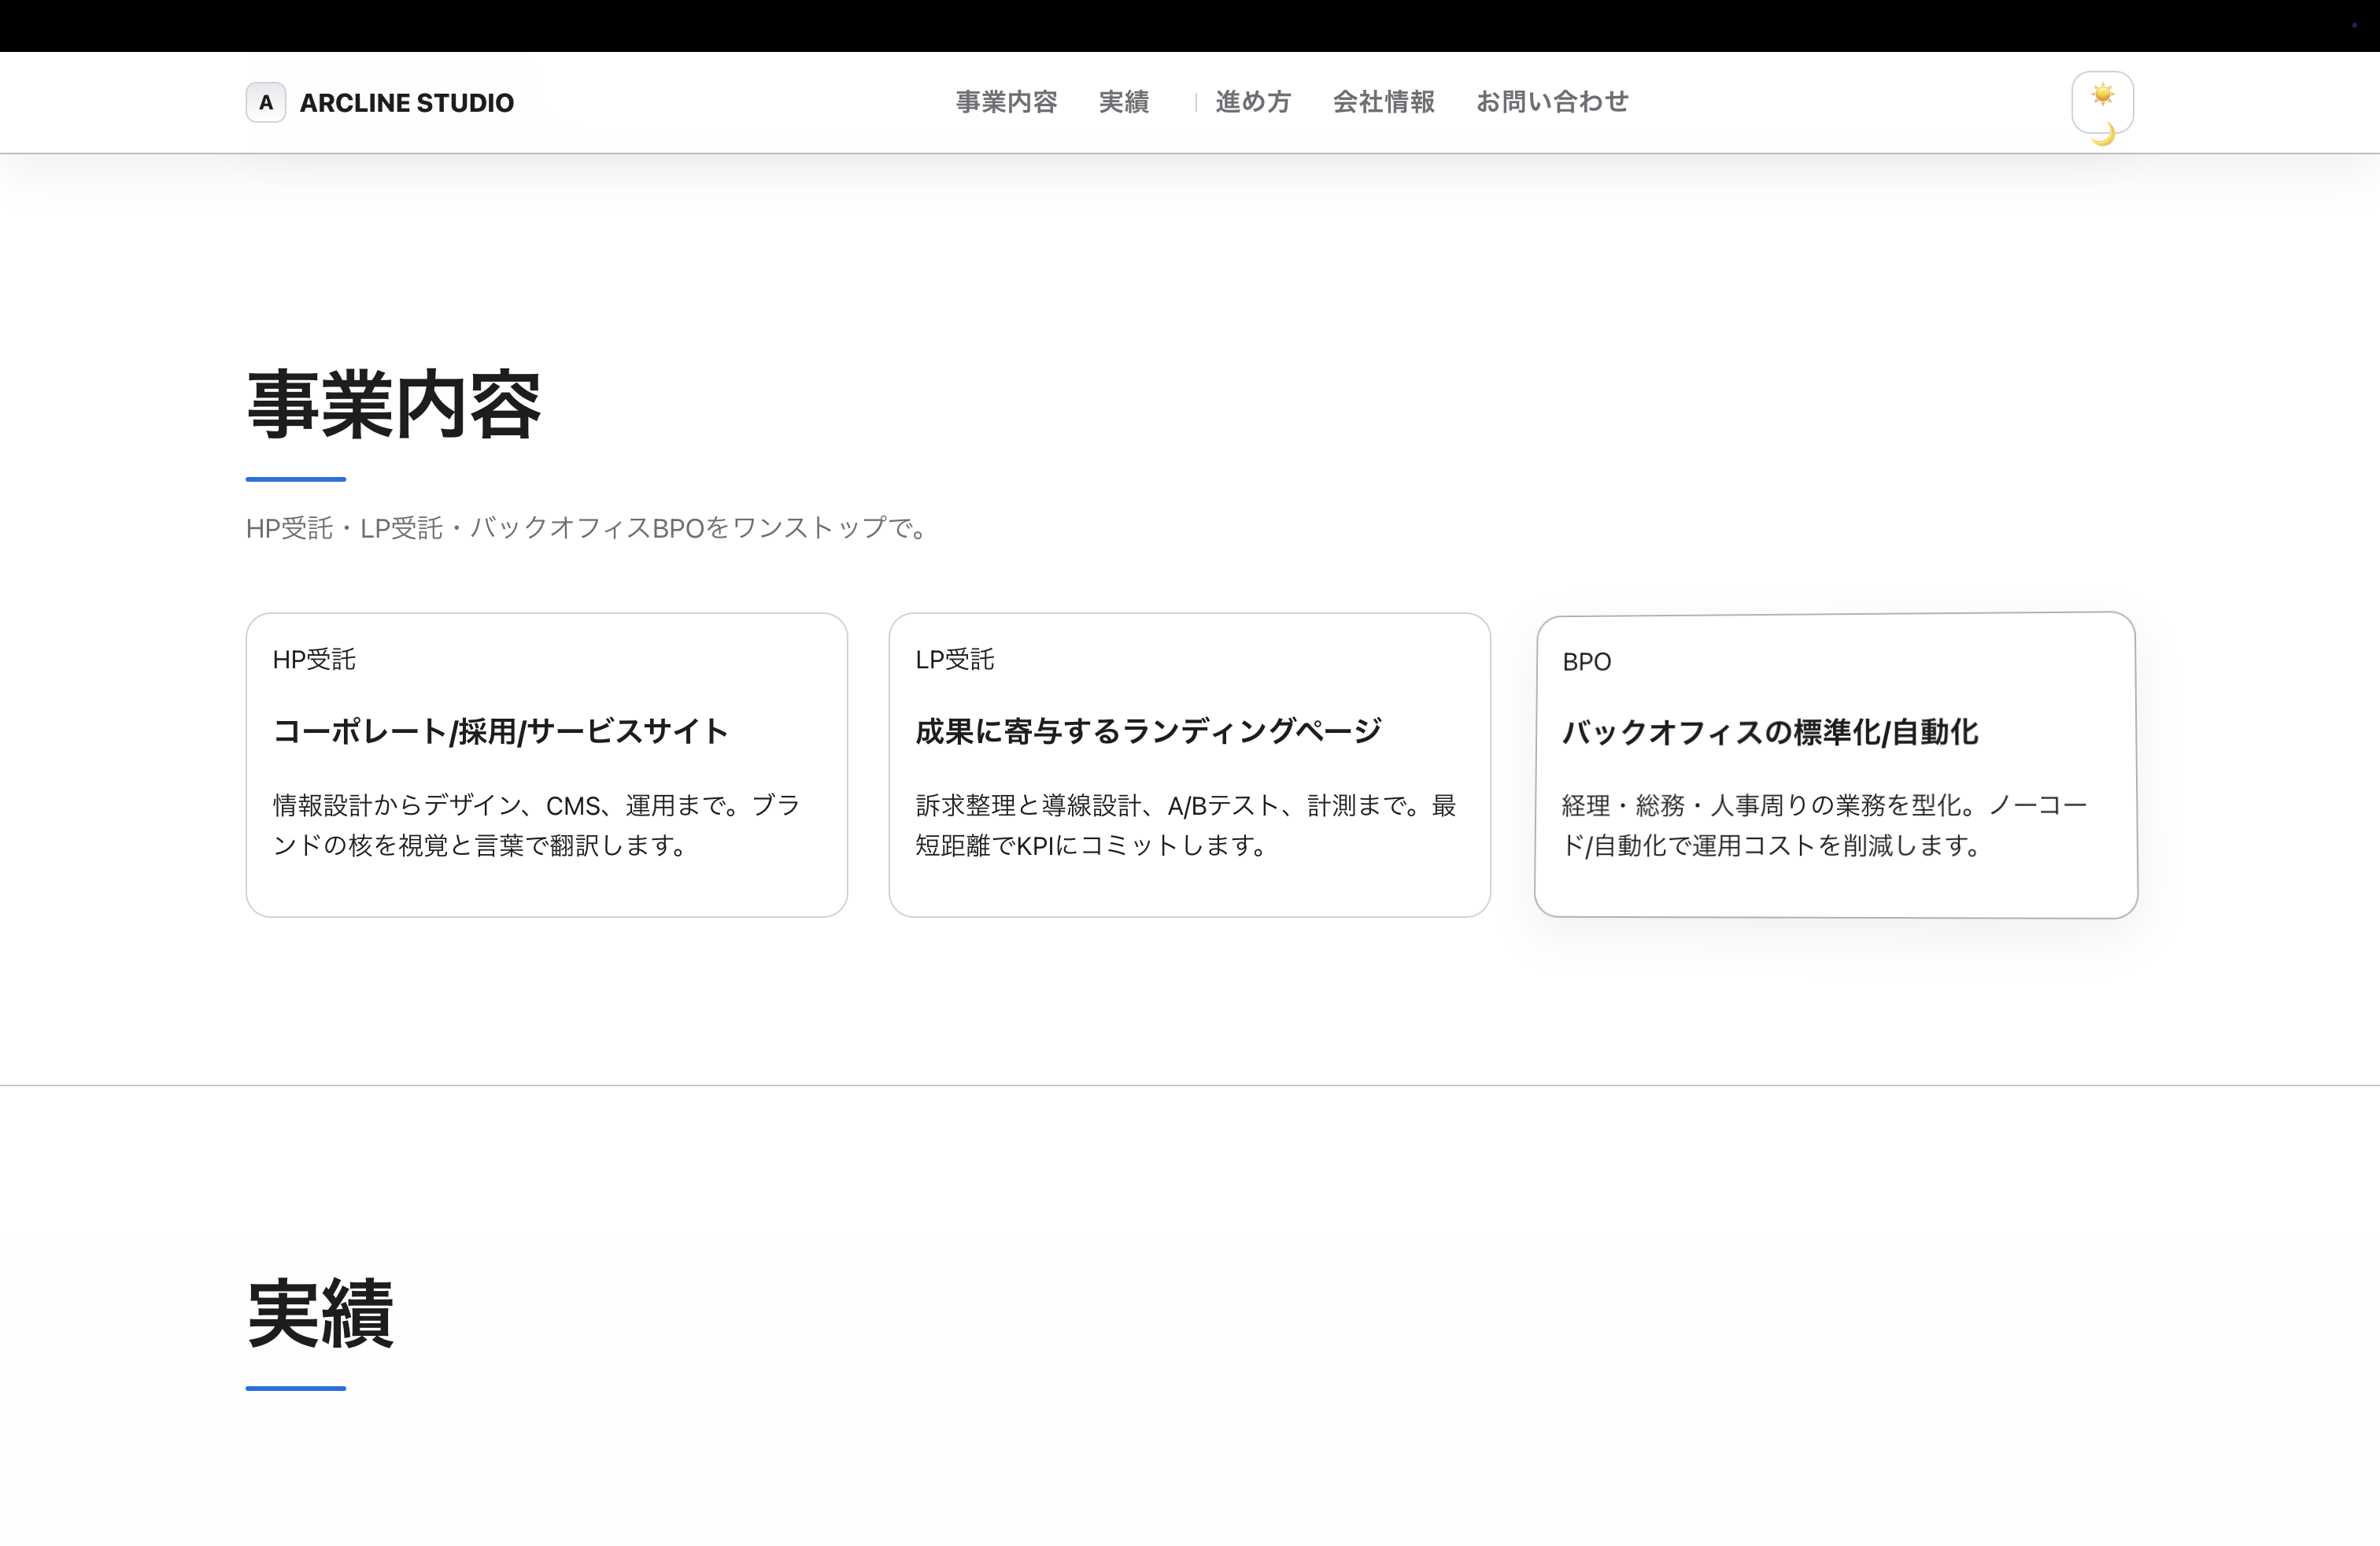 A ARCLINE STUDIO
事業内容 実績 進め方 会社情報 お問い合わせ
事業内容
HP受託・LP受託・バックオフィスBPOをワンストップで。
HP受託
コーポレート/採用/サービスサイト
情報設計からデザイン、CMS、運用まで。ブラ
ンドの核を視覚と言葉で翻訳します。
LP受託
成果に寄与するランディングページ
訴求整理と導線設計、A/Bテスト、計測まで。最
短距離でKPIにコミットします。
BPO
バックオフィスの標準化/自動化
経理・総務・人事周りの業務を型化。ノーコー
ド/自動化で運用コストを削減します。
実績